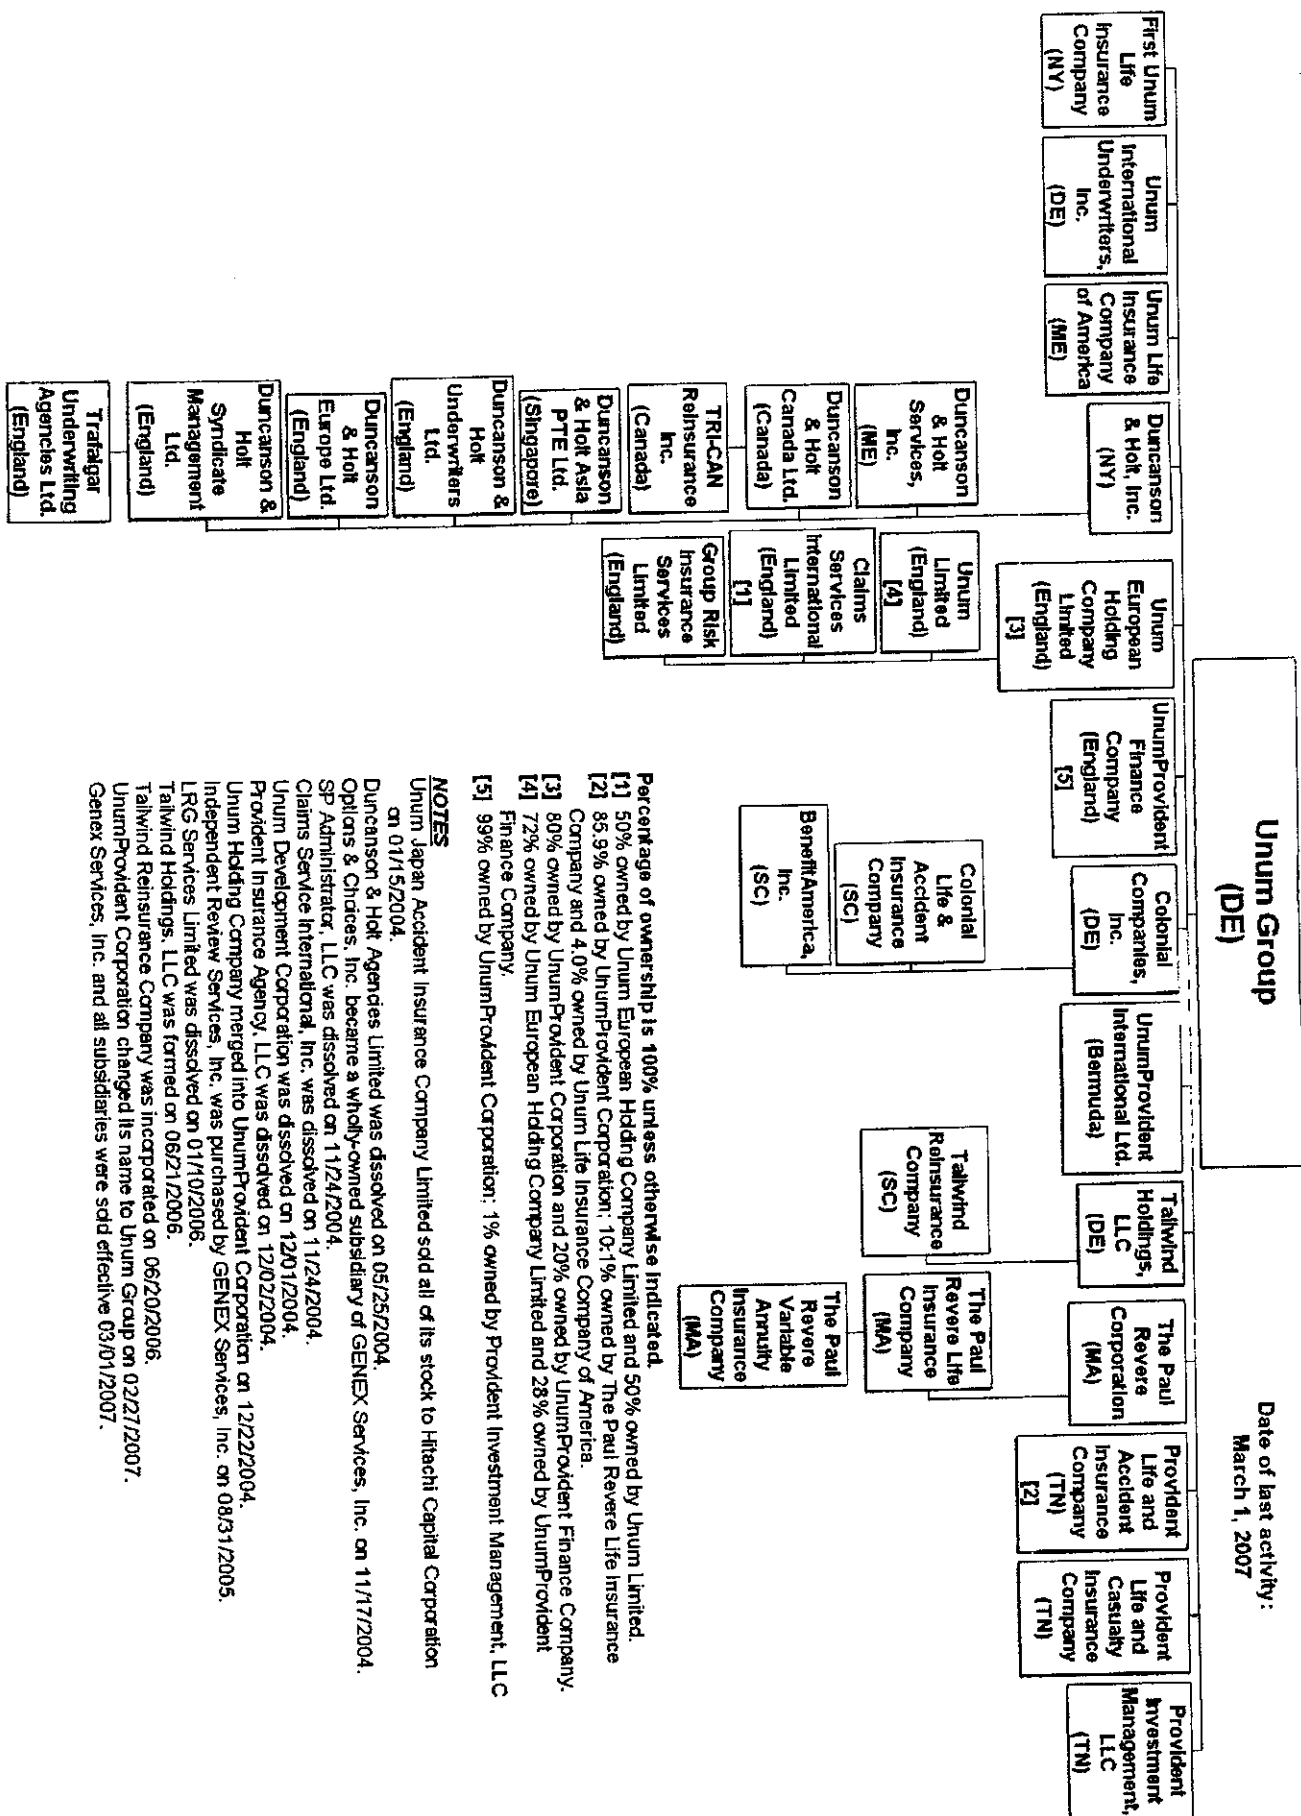 Unum Group
(DE)
Date of last activity:
March 1, 2007
First Unum
Life
Insurance
Company
(NY)
Unum
International
Underwriters,
Inc.
(DE)
Unum Life
Insurance
Company
of America
(ME)
Duncanson
& Holt, Inc.
(NY)
Unum
European
Holding
Company
Limited
(England)
[3]
UnumProvident
Finance
Company
(England)
[5]
Colonial
Companies,
Inc.
(DE)
UnumProvident
International Ltd.
(Bermuda)
Tailwind
Holdings,
LLC
(DE)
The Paul
Revere
Corporation
(MA)
Provident
Life and
Accident
Insurance
Company
(TN)
[2]
Provident
Life and
Casualty
Insurance
Company
(TN)
Provident
Investment
Management,
LLC
(TN)
Duncanson
& Holt
Services,
Inc.
(ME)
Duncanson
& Holt
Canada Ltd.
(Canada)
TRI-CAN
Reinsurance
Inc.
(Canada)
Duncanson
& Holt Asia
PTE Ltd.
(Singapore)
Duncanson &
Holt
Underwriters
Ltd.
(England)
Duncanson
& Holt
Europe Ltd.
(England)
Duncanson &
Holt
Syndicate
Management
Ltd.
(England)
Trafalgar
Underwriting
Agencies Ltd.
(England)
Unum
Limited
(England)
[4]
Claims
Services
International
Limited
(England)
[1]
Group Risk
Insurance
Services
Limited
(England)
Colonial
Life &
Accident
Insurance
Company
(SC)
BenefitAmerica,
Inc.
(SC)
Tailwind
Reinsurance
Company
(SC)
The Paul
Revere Life
Insurance
Company
(MA)
The Paul
Revere
Variable
Annuity
Insurance
Company
(MA)
Percentage of ownership is 100% unless otherwise indicated.
[1] 50% owned by Unum European Holding Company Limited and 50% owned by Unum Limited.
[2] 85.9% owned by UnumProvident Corporation; 10.1% owned by The Paul Revere Life Insurance
Company and 4.0% owned by Unum Life Insurance Company of America.
[3] 80% owned by UnumProvident Corporation and 20% owned by UnumProvident Finance Company.
[4] 72% owned by Unum European Holding Company Limited and 28% owned by UnumProvident
Finance Company.
[5] 99% owned by UnumProvident Corporation; 1% owned by Provident Investment Management, LLC
NOTES
Unum Japan Accident Insurance Company Limited sold all of its stock to Hitachi Capital Corporation
on 01/15/2004.
Duncanson & Holt Agencies Limited was dissolved on 05/25/2004.
Options & Choices, Inc. became a wholly-owned subsidiary of GENEX Services, Inc. on 11/17/2004.
SP Administrator, LLC was dissolved on 11/24/2004.
Claims Service International, Inc. was dissolved on 11/24/2004.
Unum Development Corporation was dissolved on 12/01/2004.
Provident Insurance Agency, LLC was dissolved on 12/02/2004.
Unum Holding Company merged into UnumProvident Corporation on 12/22/2004.
Independent Review Services, Inc. was purchased by GENEX Services, Inc. on 08/31/2005.
LRG Services Limited was dissolved on 01/10/2006.
Tailwind Holdings, LLC was formed on 06/21/2006.
Tailwind Reinsurance Company was incorporated on 06/20/2006.
UnumProvident Corporation changed its name to Unum Group on 02/27/2007.
Genex Services, Inc. and all subsidiaries were sold effective 03/01/2007.